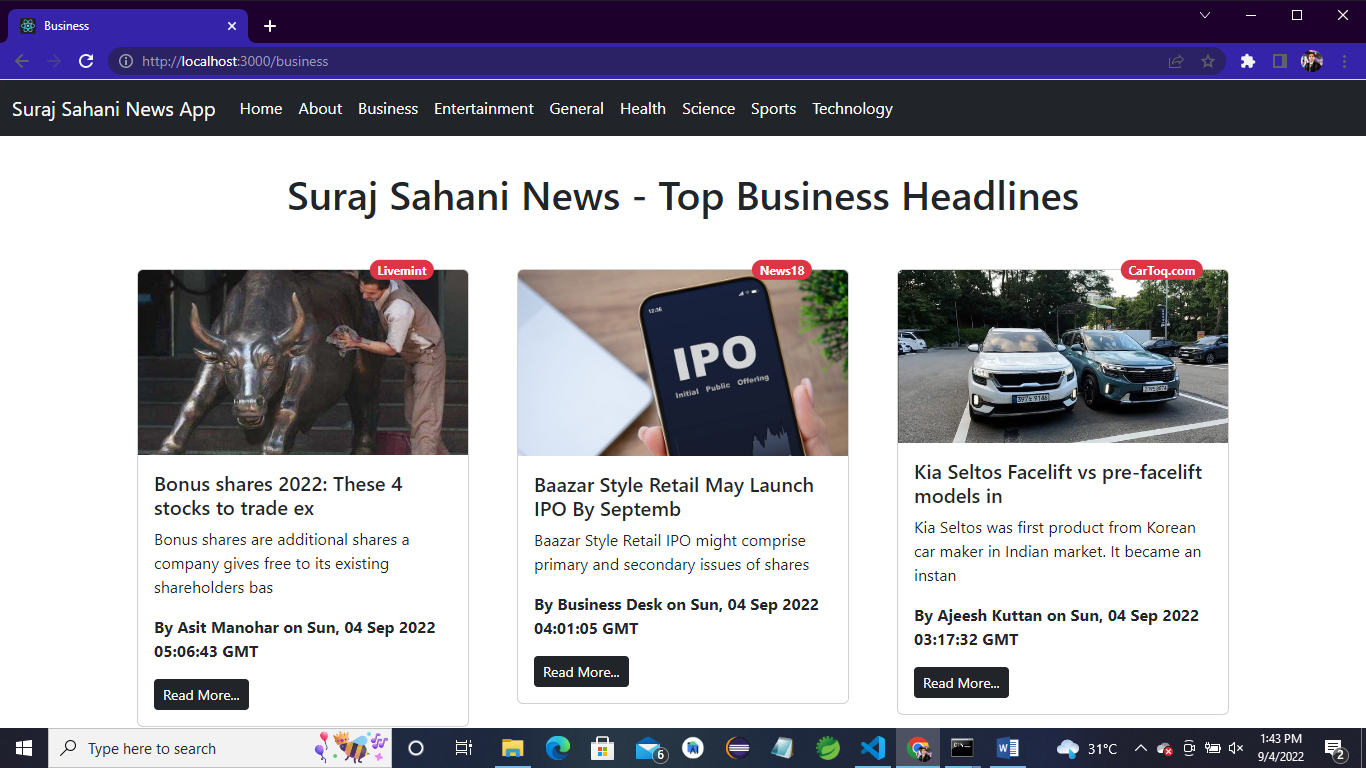 Business
http://localhost:3000/business
Suraj Sahani News App Home About Business Entertainment General Health Science Sports Technology
Suraj Sahani News - Top Business Headlines
Livemint
Bonus shares 2022: These 4
stocks to trade ex
Bonus shares are additional shares a
company gives free to its existing
shareholders bas
By Asit Manohar on Sun, 04 Sep 2022
05:06:43 GMT
Read More...
News18
12:36
IPO
Initial Public Offering
Baazar Style Retail May Launch
IPO By Septemb
Baazar Style Retail IPO might comprise
primary and secondary issues of shares
By Business Desk on Sun, 04 Sep 2022
04:01:05 GMT
Read More...
CarToq.com
Kia Seltos Facelift vs pre-facelift
models in
Kia Seltos was first product from Korean
car maker in Indian market. It became an
instan
By Ajeesh Kuttan on Sun, 04 Sep 2022
03:17:32 GMT
Read More...
Type here to search
6
31°C
1:43 PM
9/4/2022
2